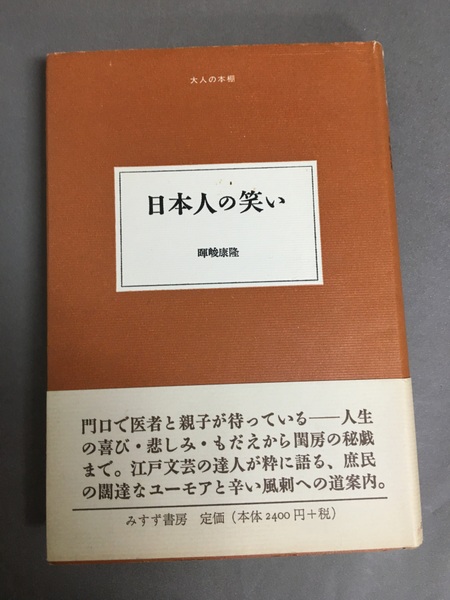 大人の本棚
日本人の笑い
暉峻康隆
門口で医者と親子が待っている——人生
の喜び・悲しみ・もだえから閨房の秘戯
まで。江戸文芸の達人が粋に語る、庶民
の闊達なユーモアと辛い風刺への道案内。
みすず書房 定価（本体2400円＋税）